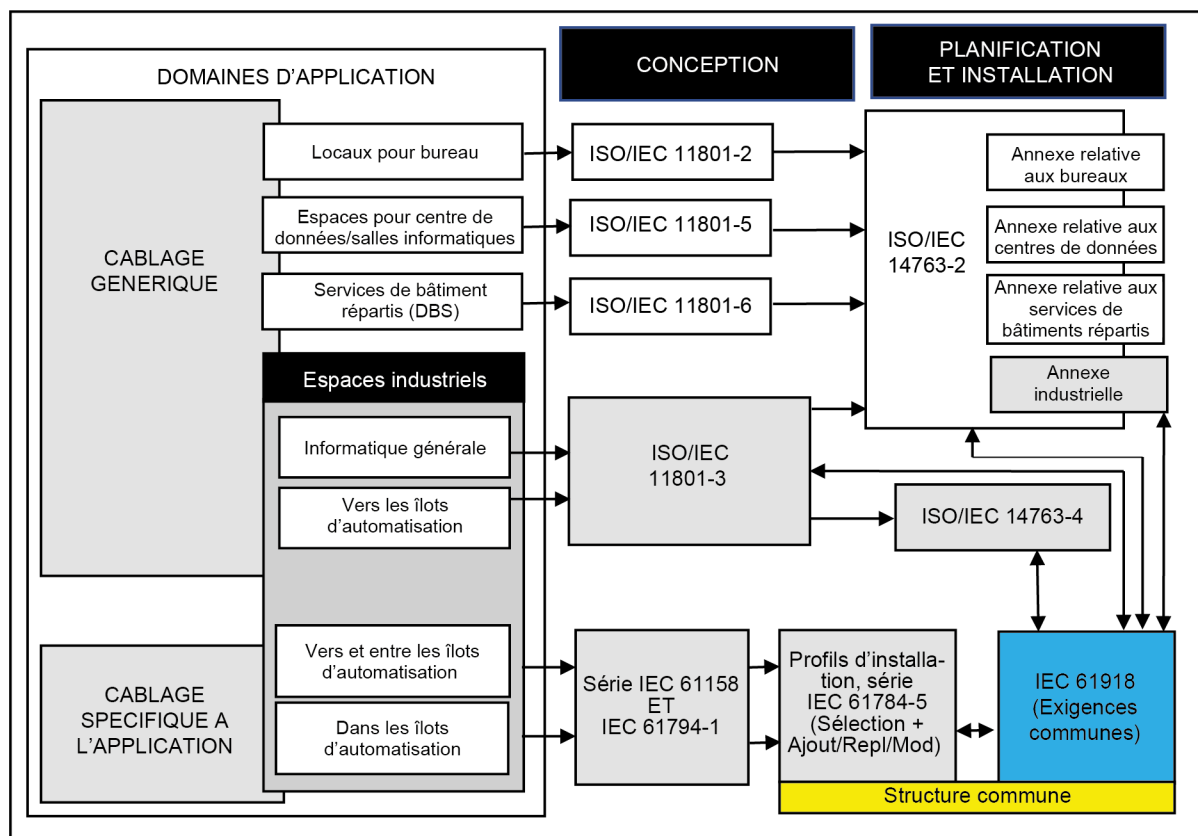 DOMAINES D'APPLICATION
CONCEPTION
PLANIFICATION
ET INSTALLATION
CABLAGE
GENERIQUE
Locaux pour bureau
ISO/IEC 11801-2
Espaces pour centre de
données/salles informatiques
ISO/IEC 11801-5
Services de bâtiment
répartis (DBS)
ISO/IEC 11801-6
ISO/IEC
14763-2
Annexe relative
aux bureaux
Annexe relative aux
centres de données
Annexe relative aux
services de
bâtiments répartis
Annexe
industrielle
Espaces industriels
Informatique générale
Vers les îlots
d'automatisation
ISO/IEC
11801-3
ISO/IEC 14763-4
CABLAGE
SPECIFIQUE A
L'APPLICATION
Vers et entre les îlots
d'automatisation
Dans les îlots
d'automatisation
Série IEC 61158
ET
IEC 61794-1
Profils d'installa-
tion, série
IEC 61784-5
(Sélection +
Ajout/Repl/Mod)
IEC 61918
(Exigences
communes)
Structure commune